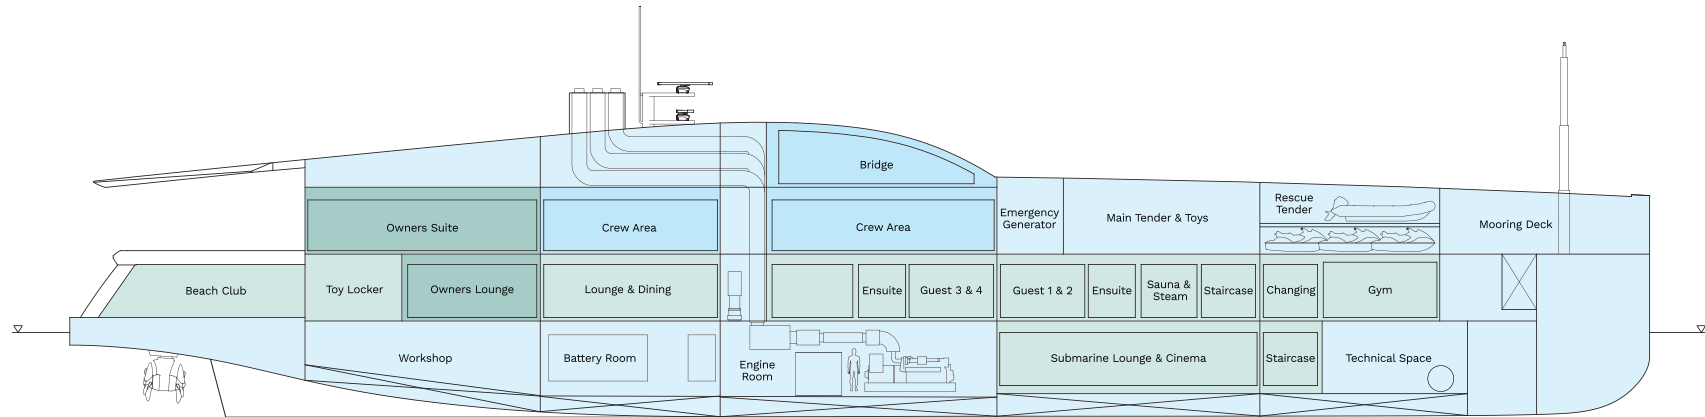 Bridge
Owners Suite
Crew Area
Crew Area
Emergency
Generator
Main Tender & Toys
Rescue
Tender
Mooring Deck
Beach Club
Toy Locker
Owners Lounge
Lounge & Dining
Ensuite
Guest 3 & 4
Guest 1 & 2
Ensuite
Sauna &
Steam
Staircase
Changing
Gym
Workshop
Battery Room
Engine
Room
Submarine Lounge & Cinema
Staircase
Technical Space